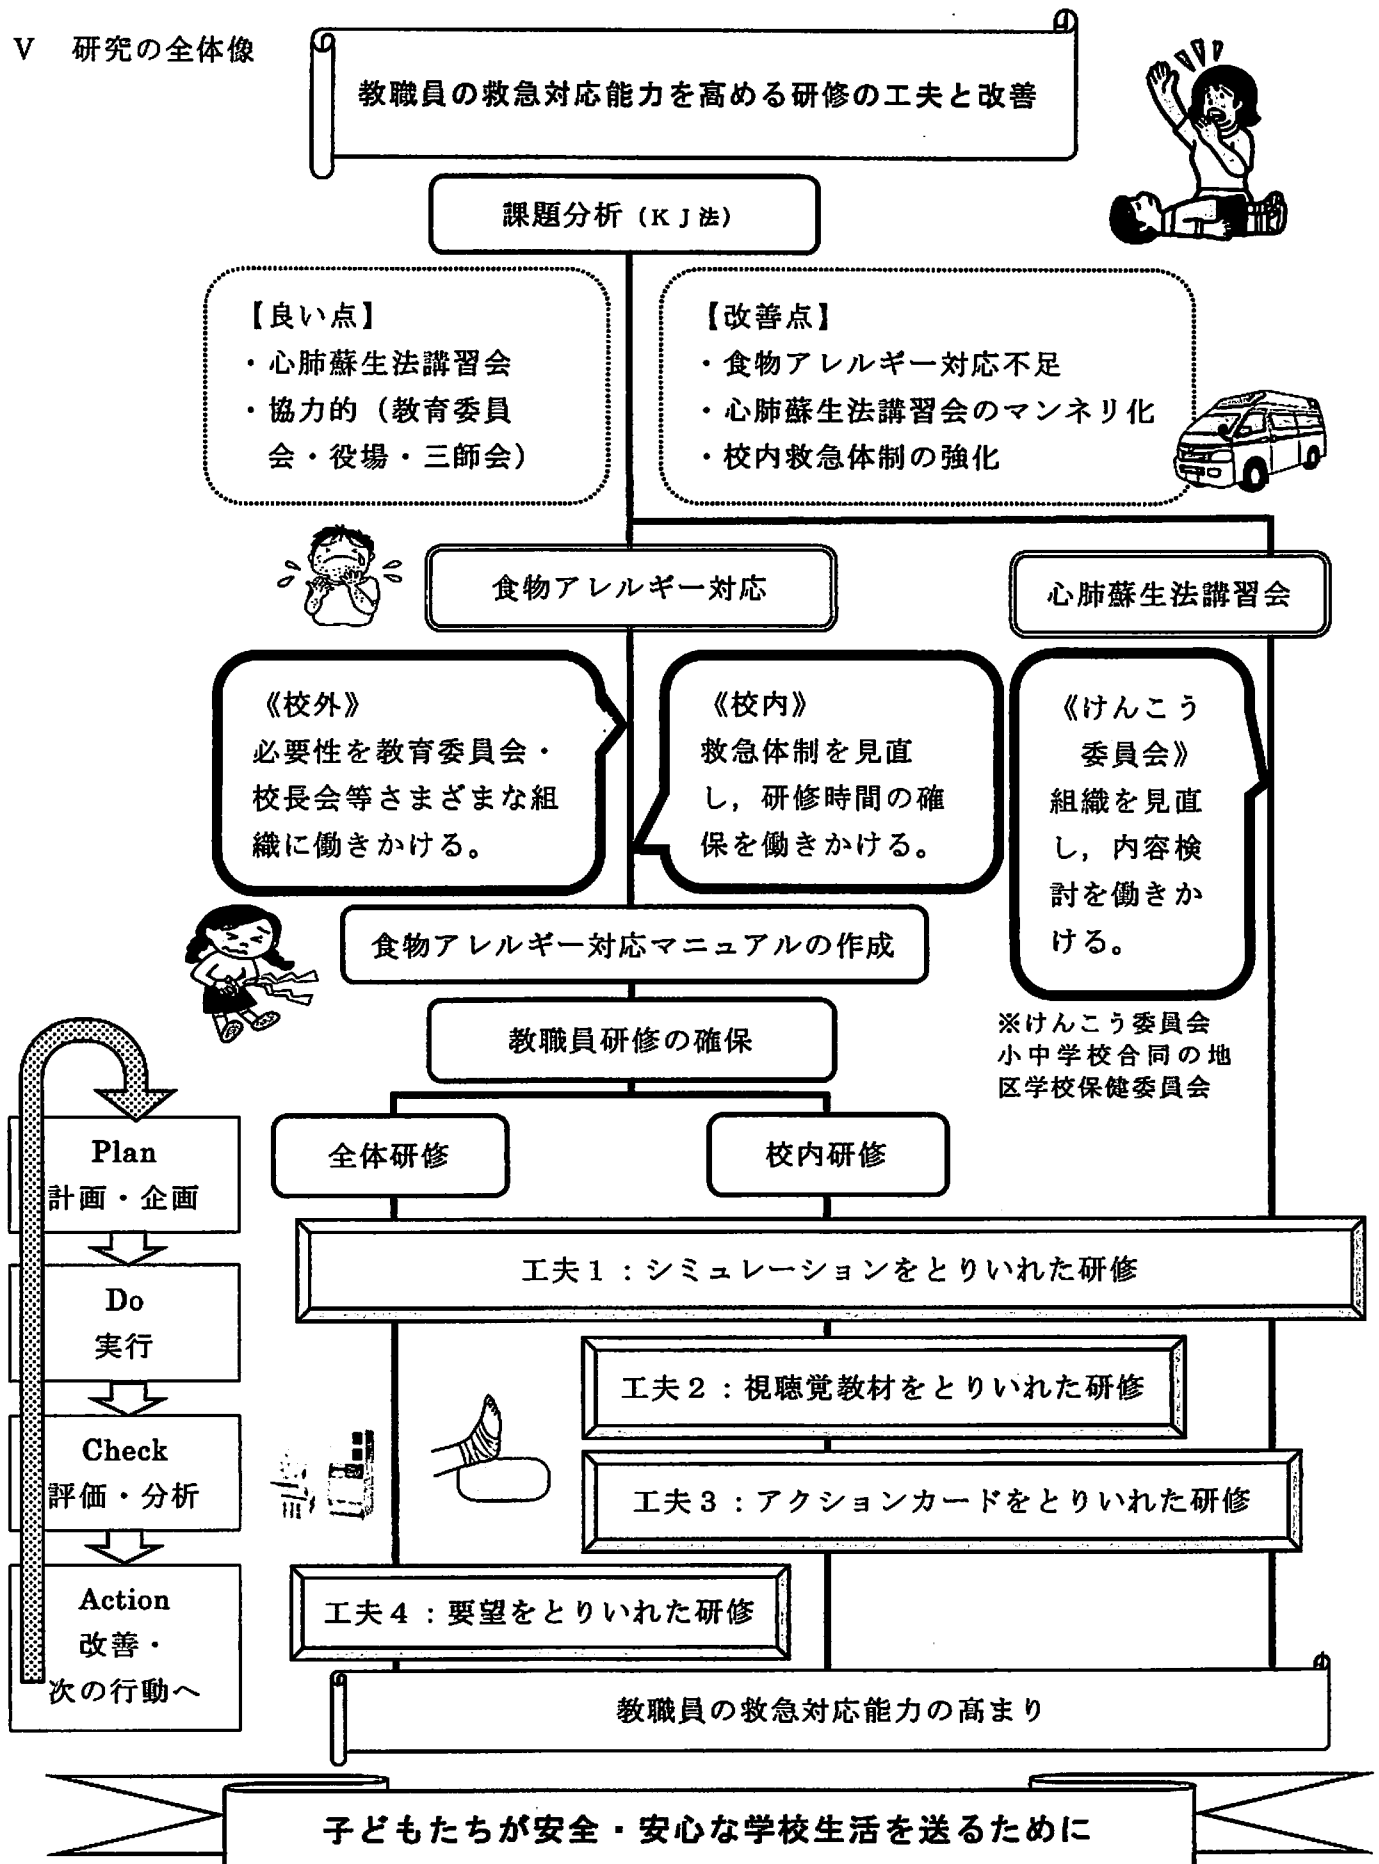 Ⅴ 研究の全体像
教職員の救急対応能力を高める研修の工夫と改善
課題分析（ＫＪ法）
【良い点】
・心肺蘇生法講習会
・協力的（教育委員
会・役場・三師会）
【改善点】
・食物アレルギー対応不足
・心肺蘇生法講習会のマンネリ化
・校内救急体制の強化
食物アレルギー対応
心肺蘇生法講習会
《校外》
必要性を教育委員会・
校長会等さまざまな組
織に働きかける。
《校内》
救急体制を見直
し，研修時間の確
保を働きかける。
《けんこう
委員会》
組織を見直
し，内容検
討を働きか
ける。
※けんこう委員会
小中学校合同の地
区学校保健委員会
食物アレルギー対応マニュアルの作成
教職員研修の確保
全体研修
校内研修
Plan
計画・企画
Do
実行
Check
評価・分析
Action
改善・
次の行動へ
工夫１：シミュレーションをとりいれた研修
工夫２：視聴覚教材をとりいれた研修
工夫３：アクションカードをとりいれた研修
工夫４：要望をとりいれた研修
教職員の救急対応能力の高まり
子どもたちが安全・安心な学校生活を送るために